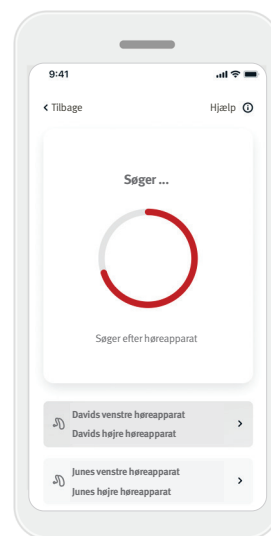 9:41
Tilbage Hjælp
Søger ...
Søger efter høreapparat
Davids venstre høreapparat
Davids højre høreapparat
Junes venstre høreapparat
Junes højre høreapparat